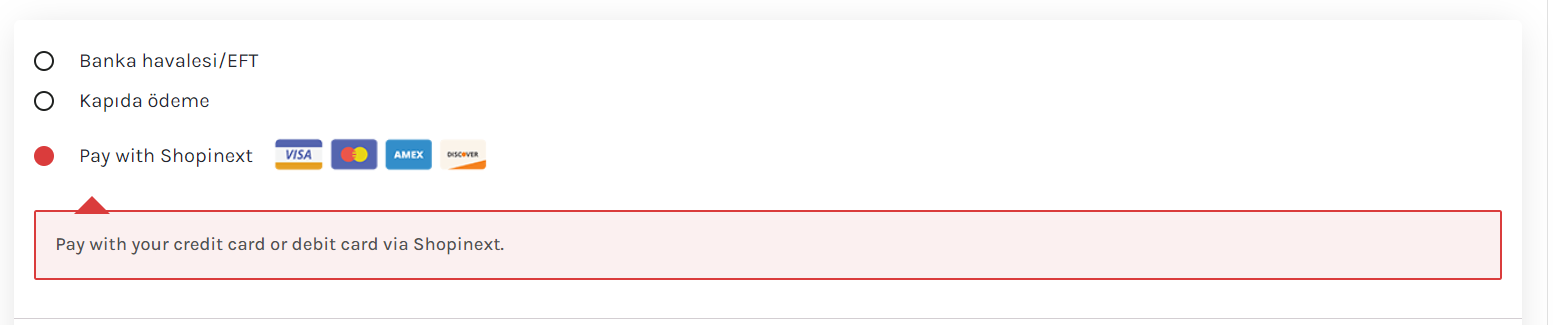 Banka havalesi/EFT
Kapıda ödeme
Pay with Shopinext VISA AMEX DISCOVER
Pay with your credit card or debit card via Shopinext.